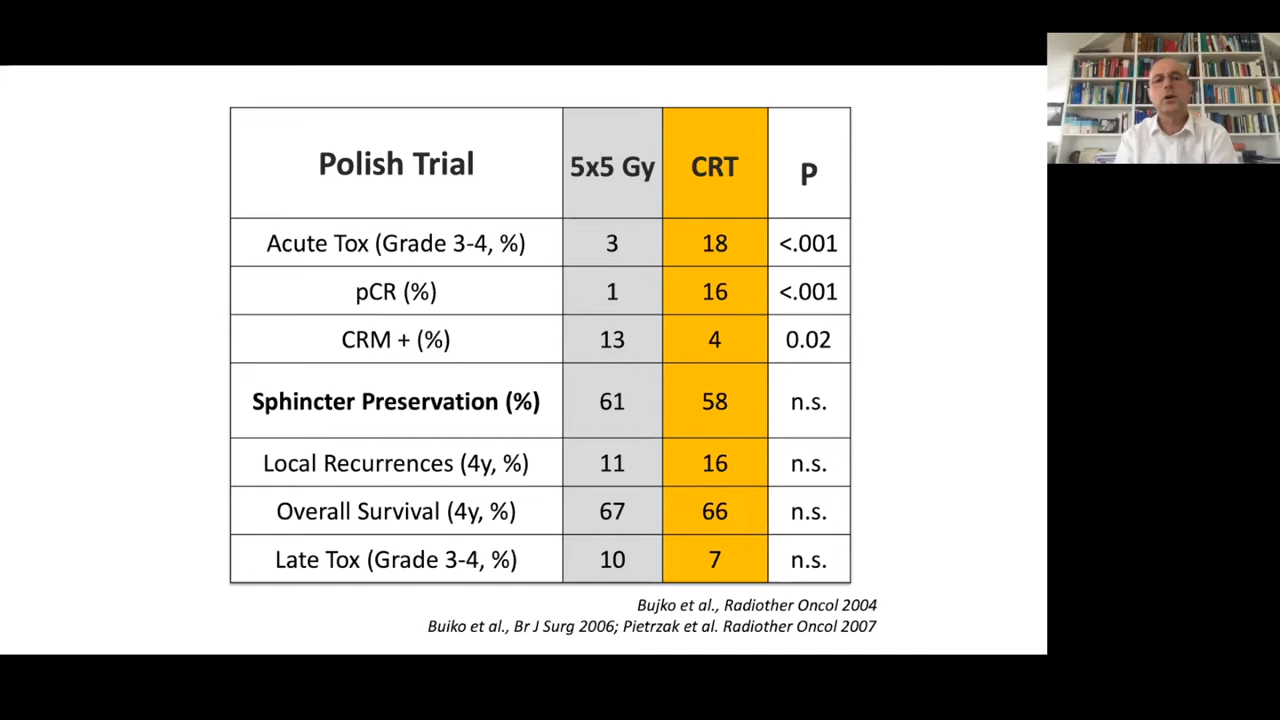 Polish Trial 5x5 Gy CRT P
Acute Tox (Grade 3-4, %) 3 18 <.001
pCR (%) 1 16 <.001
CRM + (%) 13 4 0.02
Sphincter Preservation (%) 61 58 n.s.
Local Recurrences (4y, %) 11 16 n.s.
Overall Survival (4y, %) 67 66 n.s.
Late Tox (Grade 3-4, %) 10 7 n.s.
Bujko et al., Radiother Oncol 2004
Buiko et al., Br J Surg 2006; Pietrzak et al. Radiother Oncol 2007